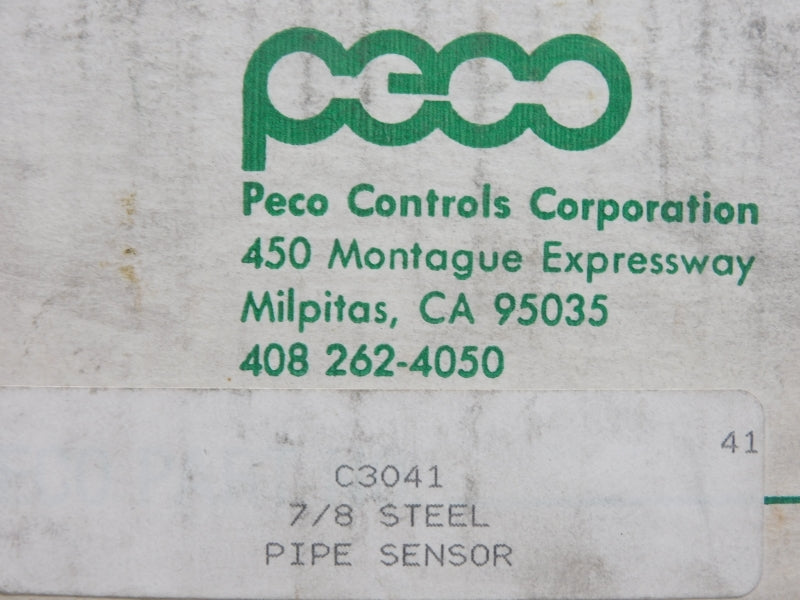 peco
Peco Controls Corporation
450 Montague Expressway
Milpitas, CA 95035
408 262-4050
41
C3041
7/8 STEEL
PIPE SENSOR